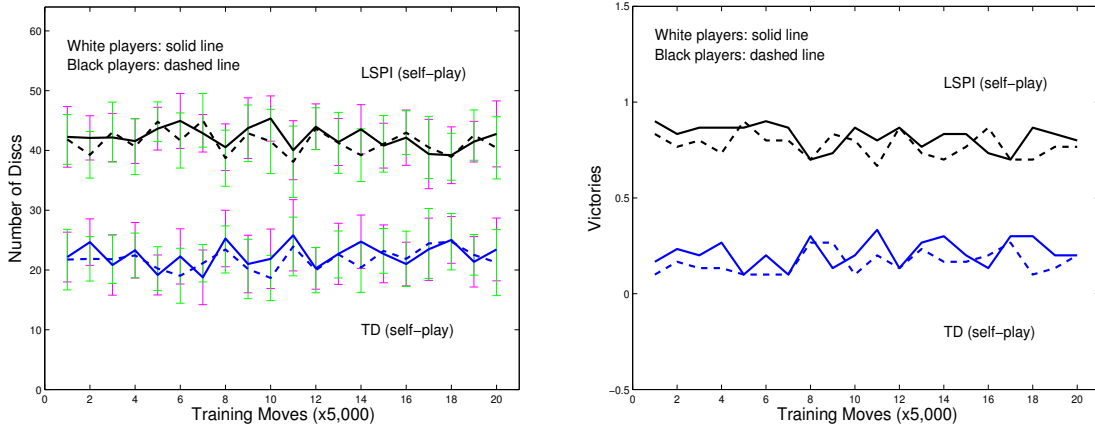 White players: solid line
Black players: dashed line
LSPI (self−play)
TD (self−play)
Number of Discs
0
10
20
30
40
50
60
0 2 4 6 8 10 12 14 16 18 20
Training Moves (x5,000)
White players: solid line
Black players: dashed line
LSPI (self−play)
TD (self−play)
Victories
−0.5
0
0.5
1
1.5
0 2 4 6 8 10 12 14 16 18 20
Training Moves (x5,000)